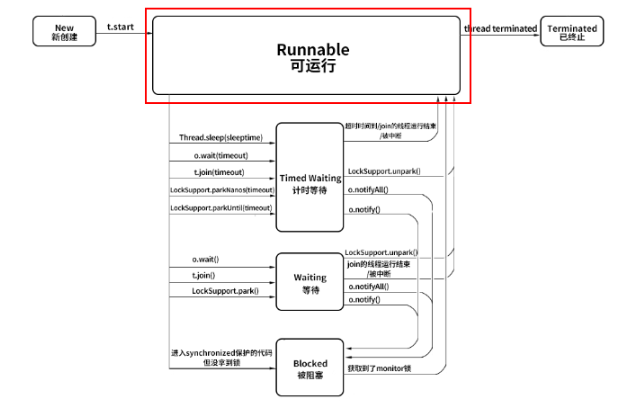 New
新创建
t.start
Runnable
可运行
thread terminated
Terminated
已终止
Thread.sleep(sleeptime)
o.wait(timeout)
t.join(timeout)
LockSupport.parkNanos(timeout)
LockSupport.parkUntil(timeout)
Timed Waiting
计时等待
超时时间到/join的线程运行结束
/被中断
LockSupport.unpark()
o.notifyAll()
o.notify()
o.wait()
t.join()
LockSupport.park()
Waiting
等待
LockSupport.unpark()
join的线程运行结束
/被中断
o.notifyAll()
o.notify()
进入synchronized保护的代码
但没拿到锁
Blocked
被阻塞
获取到了monitor锁